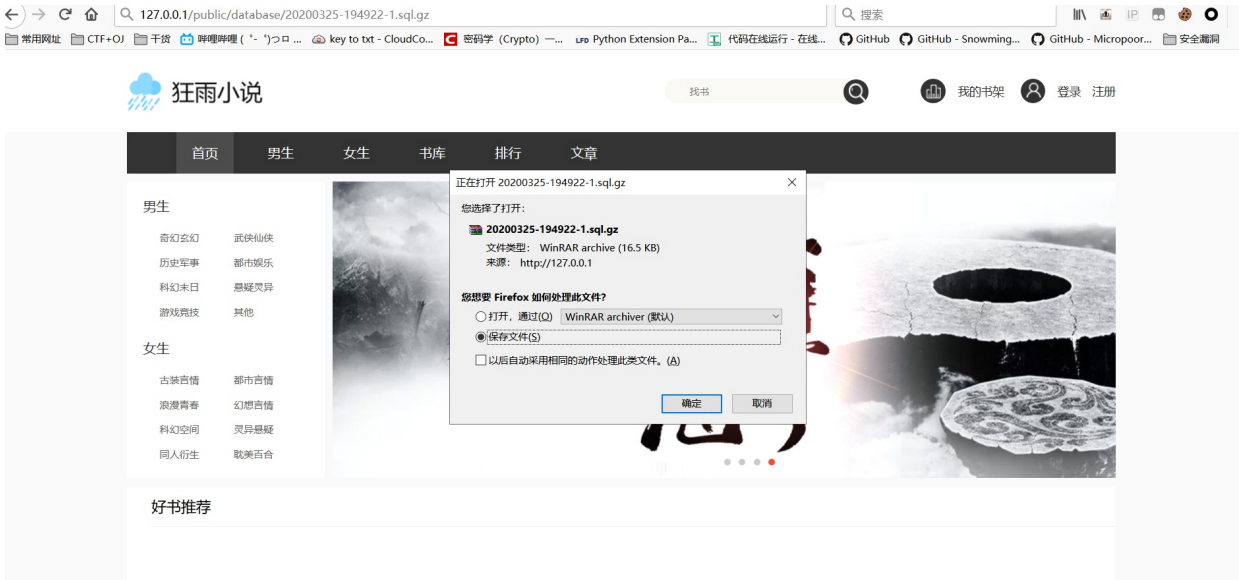 127.0.0.1/public/database/20200325-194922-1.sql.gz
搜索
常用网址 CTF+OJ 干货 哔哩哔哩 ( ゜- ゜)つロ ... key to txt - CloudCo... 密码学（Crypto）—... LFD Python Extension Pa... 代码在线运行 - 在线... GitHub GitHub - Snowming... GitHub - Micropoor... 安全漏洞
狂雨小说
找书
我的书架 登录 注册
首页 男生 女生 书库 排行 文章
男生
奇幻玄幻 武侠仙侠
历史军事 都市娱乐
科幻末日 悬疑灵异
游戏竞技 其他
女生
古装言情 都市言情
浪漫青春 幻想言情
科幻空间 灵异悬疑
同人衍生 耽美百合
正在打开 20200325-194922-1.sql.gz
您选择了打开：
20200325-194922-1.sql.gz
文件类型： WinRAR archive (16.5 KB)
来源： http://127.0.0.1
您想要 Firefox 如何处理此文件？
打开，通过(O) WinRAR archiver (默认)
保存文件(S)
以后自动采用相同的动作处理此类文件。(A)
确定 取消
好书推荐